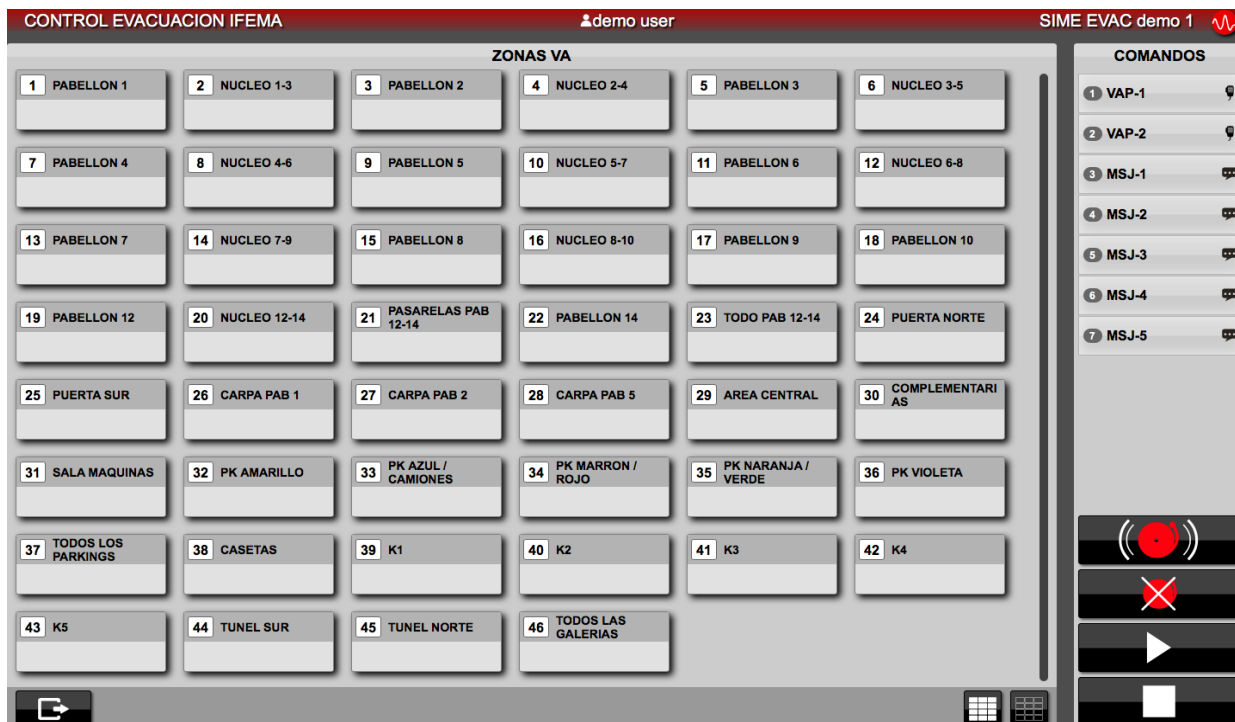 CONTROL EVACUACION IFEMA
demo user
SIME EVAC demo 1
ZONAS VA
1 PABELLON 1
2 NUCLEO 1-3
3 PABELLON 2
4 NUCLEO 2-4
5 PABELLON 3
6 NUCLEO 3-5
7 PABELLON 4
8 NUCLEO 4-6
9 PABELLON 5
10 NUCLEO 5-7
11 PABELLON 6
12 NUCLEO 6-8
13 PABELLON 7
14 NUCLEO 7-9
15 PABELLON 8
16 NUCLEO 8-10
17 PABELLON 9
18 PABELLON 10
19 PABELLON 12
20 NUCLEO 12-14
21 PASARELAS PAB
12-14
22 PABELLON 14
23 TODO PAB 12-14
24 PUERTA NORTE
25 PUERTA SUR
26 CARPA PAB 1
27 CARPA PAB 2
28 CARPA PAB 5
29 AREA CENTRAL
30 COMPLEMENTARI
AS
31 SALA MAQUINAS
32 PK AMARILLO
33 PK AZUL /
CAMIONES
34 PK MARRON /
ROJO
35 PK NARANJA /
VERDE
36 PK VIOLETA
37 TODOS LOS
PARKINGS
38 CASETAS
39 K1
40 K2
41 K3
42 K4
43 K5
44 TUNEL SUR
45 TUNEL NORTE
46 TODOS LAS
GALERIAS
COMANDOS
1 VAP-1
2 VAP-2
3 MSJ-1
4 MSJ-2
5 MSJ-3
6 MSJ-4
7 MSJ-5